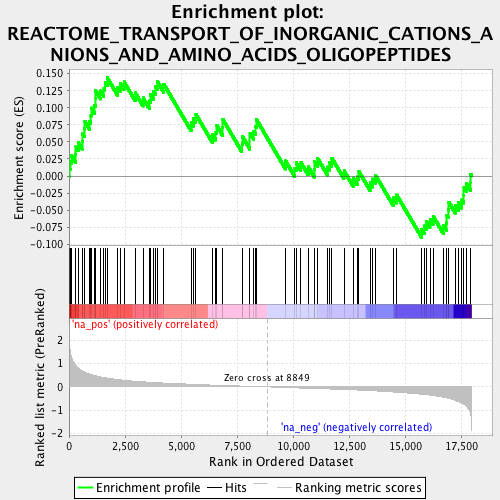 Enrichment plot:
REACTOME_TRANSPORT_OF_INORGANIC_CATIONS_A
NIONS_AND_AMINO_ACIDS_OLIGOPEPTIDES
Enrichment score (ES)
0.150
0.125
0.100
0.075
0.050
0.025
0.000
-0.025
-0.050
-0.075
-0.100
'na_pos' (positively correlated)
Ranked list metric (PreRanked)
2
1
0
-1
-2
Zero cross at 8849
'na_neg' (negatively correlated)
0
2,500
5,000
7,500
10,000
12,500
15,000
17,500
Rank in Ordered Dataset
Enrichment profile
Hits
Ranking metric scores